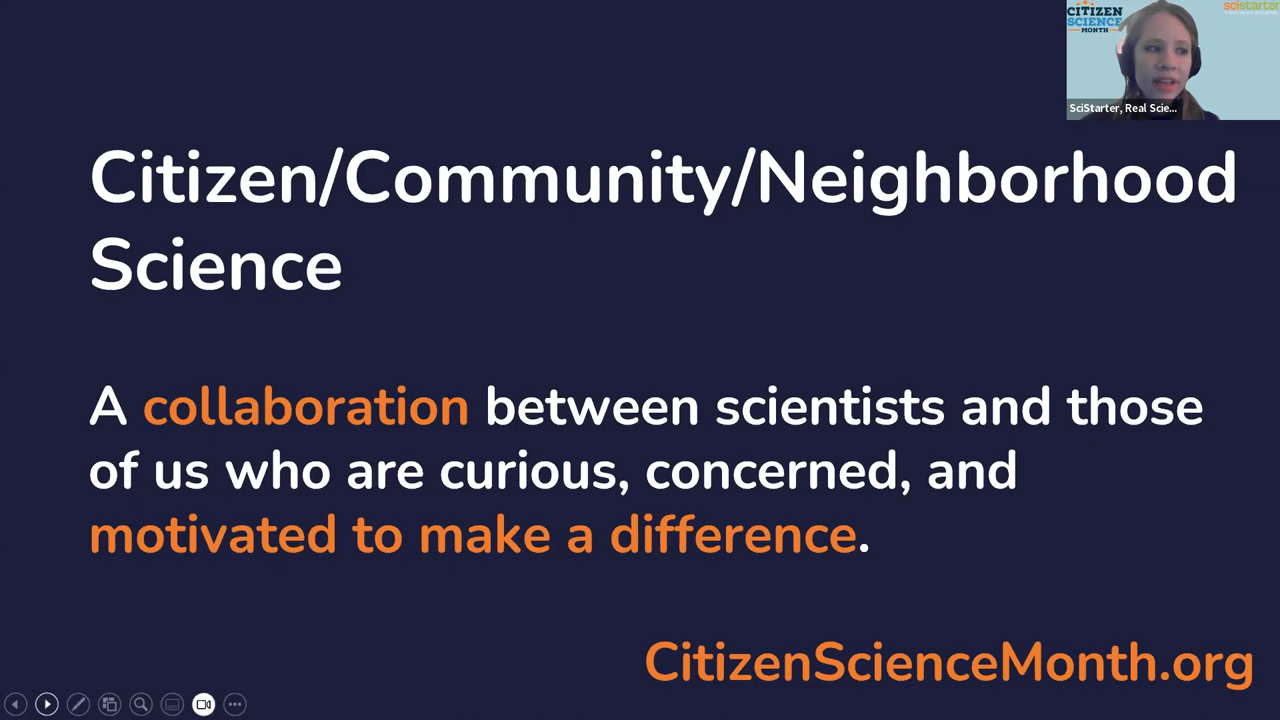 CITIZEN
SCIENCE
MONTH
scistarter
SciStarter, Real Scie...
Citizen/Community/Neighborhood
Science
A collaboration between scientists and those
of us who are curious, concerned, and
motivated to make a difference.
CitizenScienceMonth.org